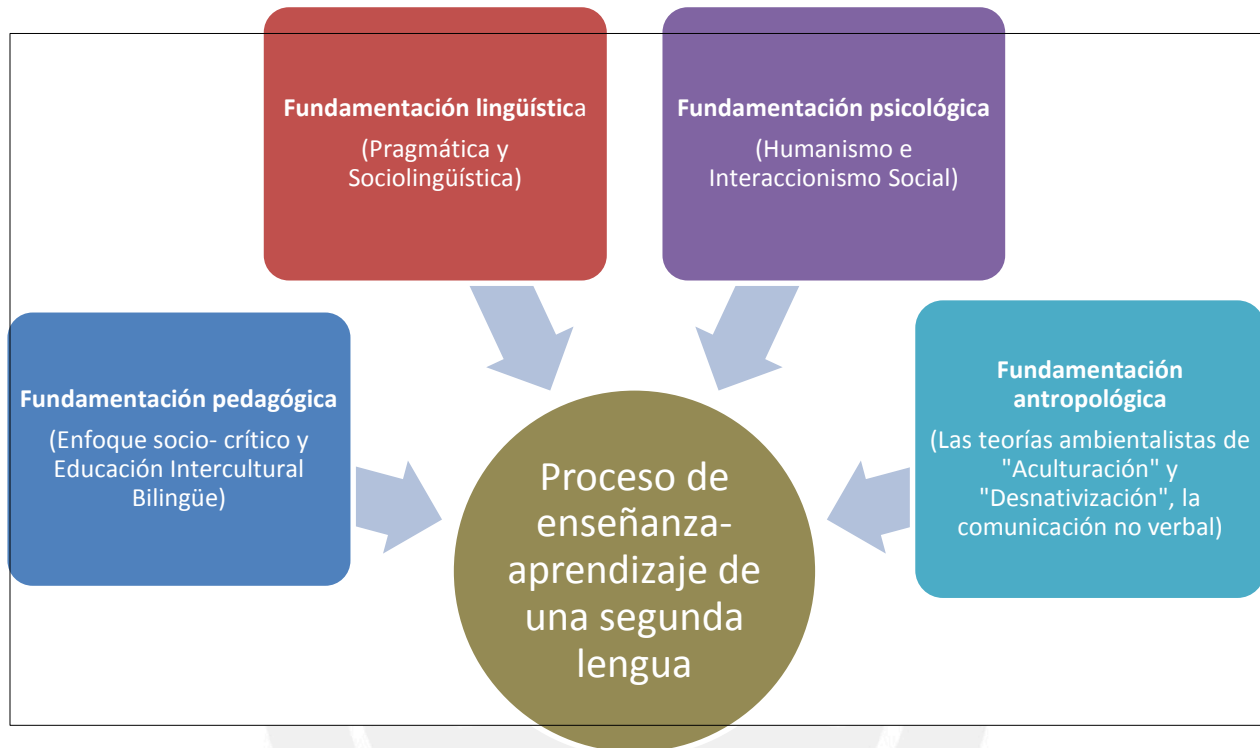 Fundamentación lingüística
(Pragmática y
Sociolingüística)
Fundamentación psicológica
(Humanismo e
Interaccionismo Social)
Fundamentación pedagógica
(Enfoque socio- crítico y
Educación Intercultural
Bilingüe)
Fundamentación
antropológica
(Las teorías ambientalistas de
"Aculturación" y
"Desnativización", la
comunicación no verbal)
Proceso de
enseñanza-
aprendizaje de
una segunda
lengua